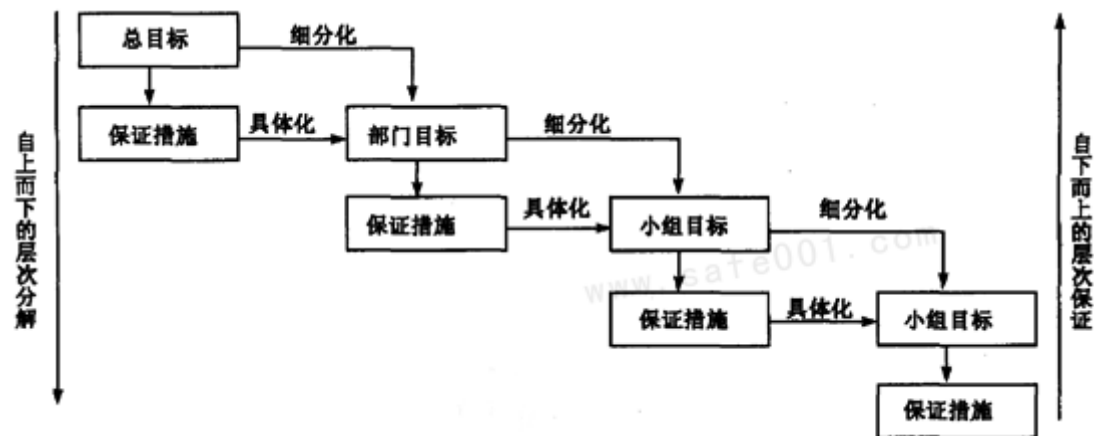 总目标
细分化
保证措施
具体化
部门目标
细分化
保证措施
具体化
小组目标
细分化
保证措施
具体化
小组目标
保证措施
自上而下的层次分解
自下而上的层次保证
www.safe001.com